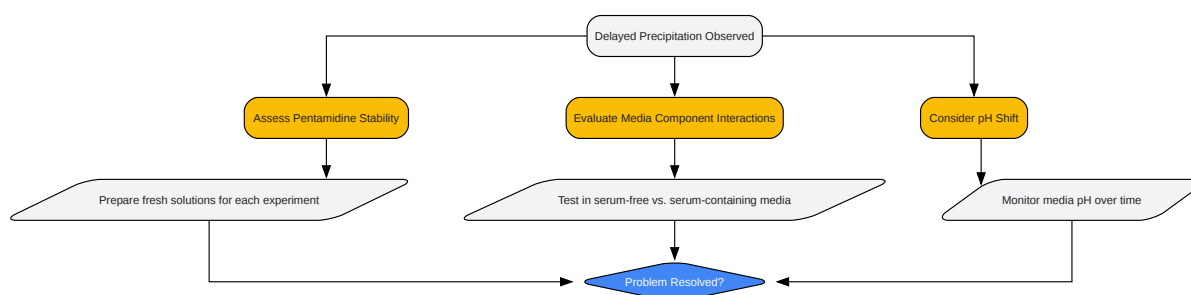 Delayed Precipitation Observed
Assess Pentamidine Stability
Evaluate Media Component Interactions
Consider pH Shift
Prepare fresh solutions for each experiment
Test in serum-free vs. serum-containing media
Monitor media pH over time
Problem Resolved?